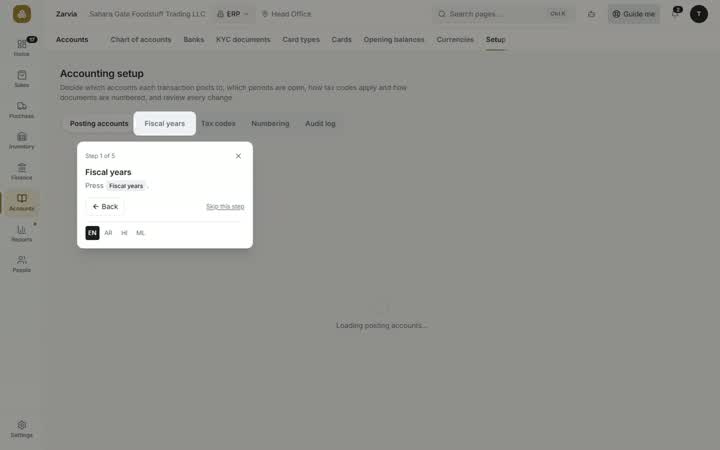 Zarvia Sahara Gate Foodstuff Trading LLC ERP Head Office Search pages... Ctrl K Guide me 2 T
Accounts Chart of accounts Banks KYC documents Card types Cards Opening balances Currencies Setup
17
Home
Sales
Purchase
Inventory
Finance
Accounts
Reports
People
Settings
Accounting setup
Decide which accounts each transaction posts to, which periods are open, how tax codes apply and how
documents are numbered, and review every change
Posting accounts Fiscal years Tax codes Numbering Audit log
Step 1 of 5
Fiscal years
Press Fiscal years .
Back Skip this step
EN AR HI ML
Loading posting accounts...